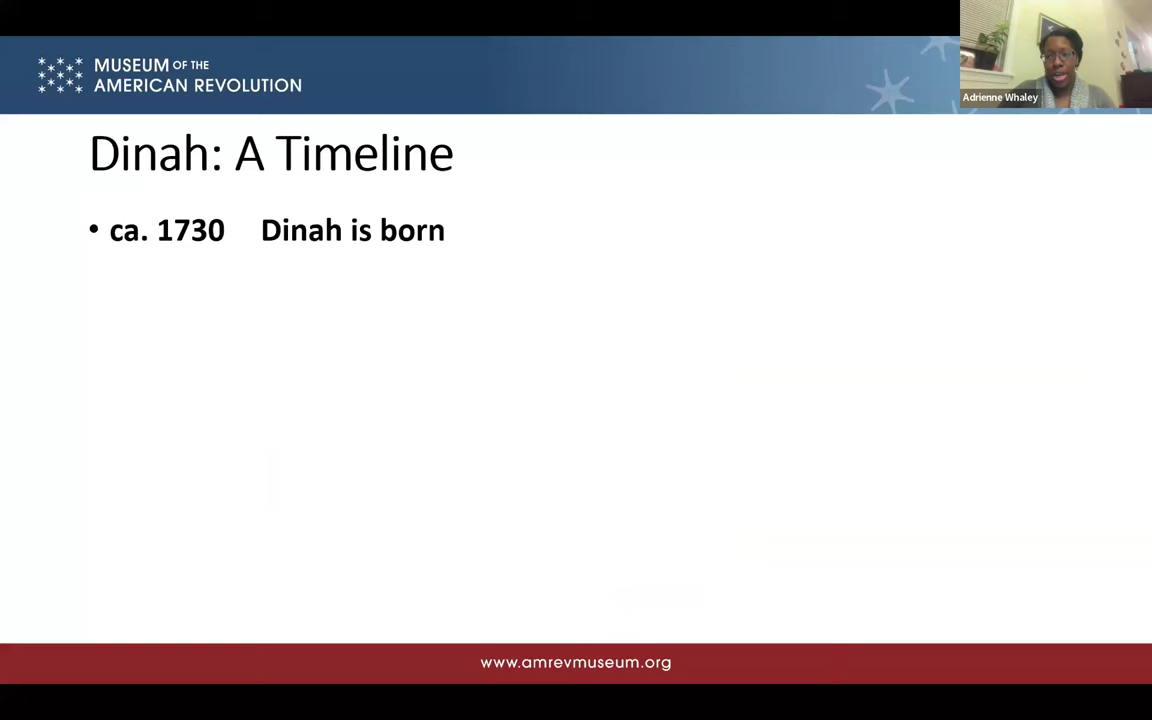 MUSEUM OF THE
AMERICAN REVOLUTION
Adrienne Whaley
Dinah: A Timeline
• ca. 1730 Dinah is born
www.amrevmuseum.org